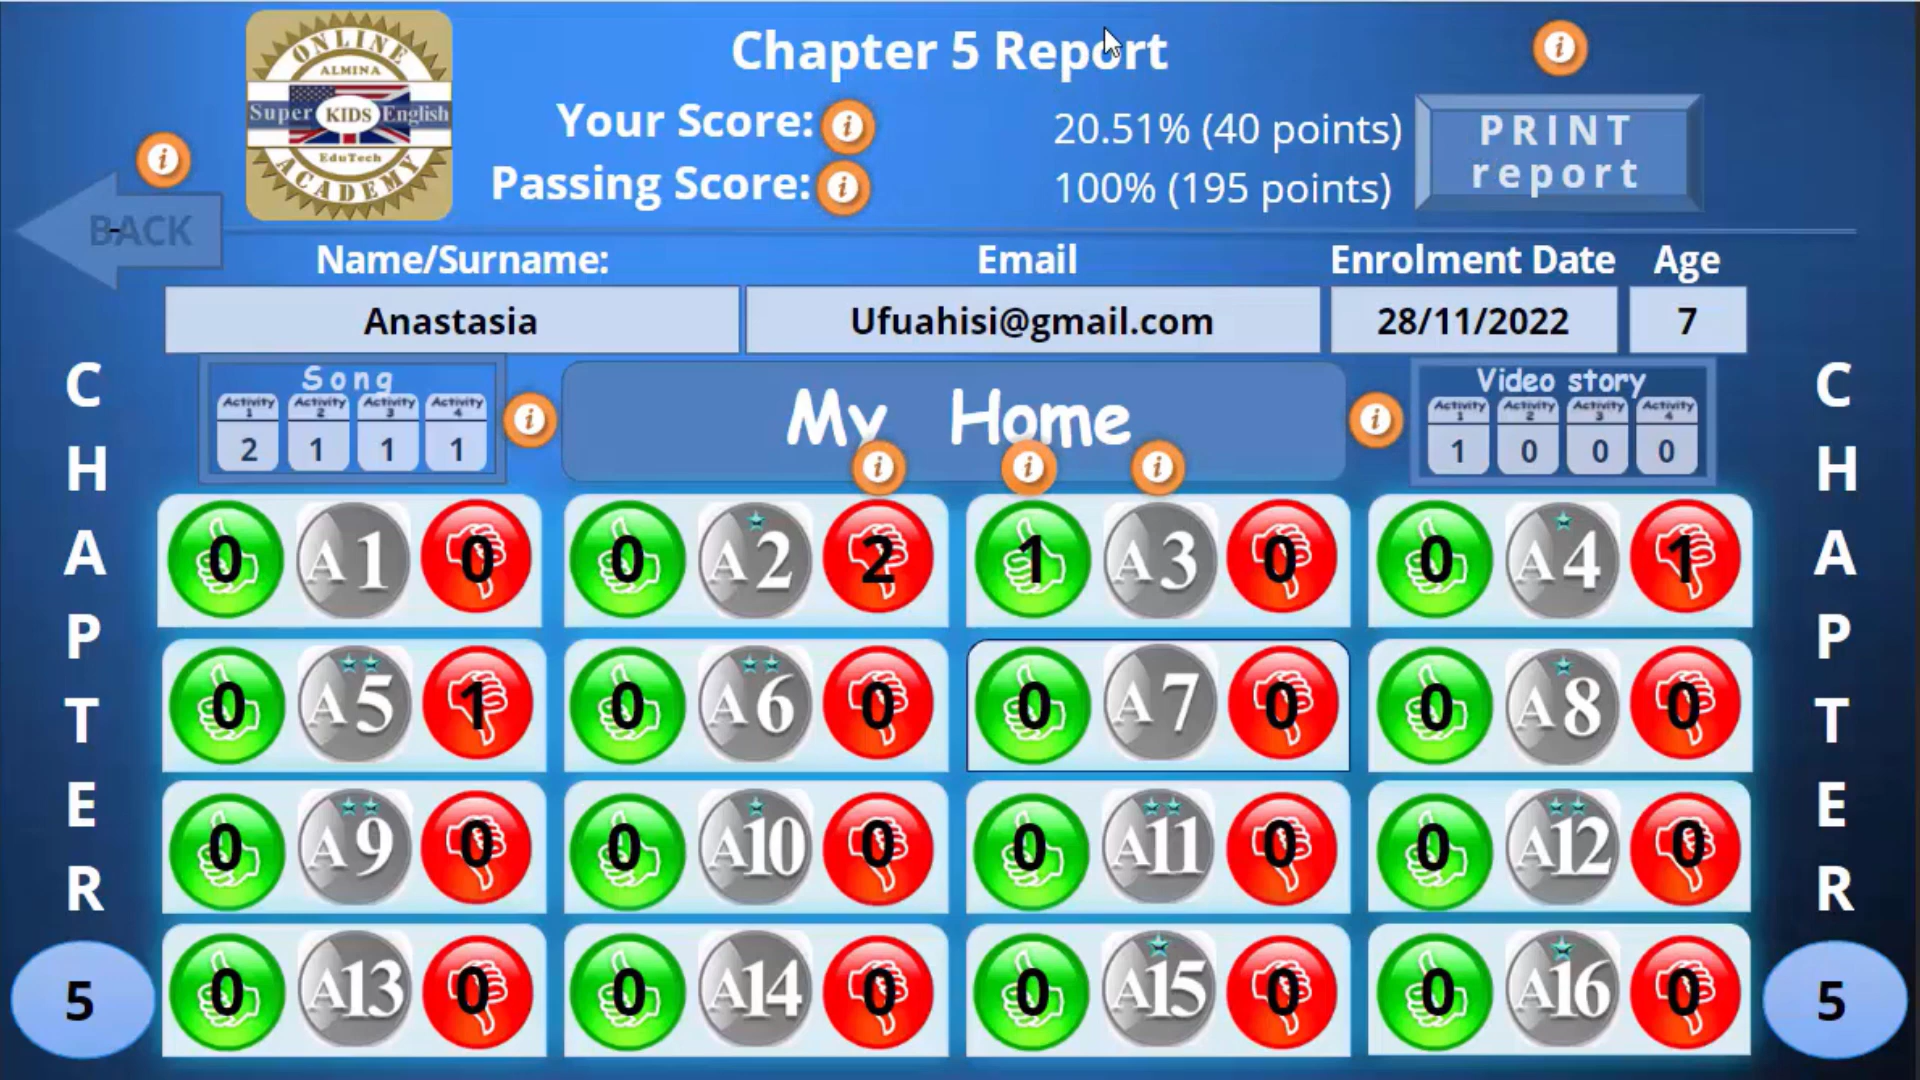 Chapter 5 Report
ONLINE
ALMINA
Super KIDS English
EduTech
ACADEMY
Your Score:
20.51% (40 points)
Passing Score:
100% (195 points)
PRINT
report
BACK
Name/Surname:
Email
Enrolment Date
Age
Anastasia
Ufuahisi@gmail.com
28/11/2022
7
Song
Activity 1
Activity 2
Activity 3
Activity 4
2 1 1 1
My Home
Video story
Activity 1
Activity 2
Activity 3
Activity 4
1 0 0 0
0 A1 0
0 A2 2
1 A3 0
0 A4 1
0 A5 1
0 A6 0
0 A7 0
0 A8 0
0 A9 0
0 A10 0
0 A11 0
0 A12 0
0 A13 0
0 A14 0
0 A15 0
0 A16 0
CHAPTER
5
CHAPTER
5